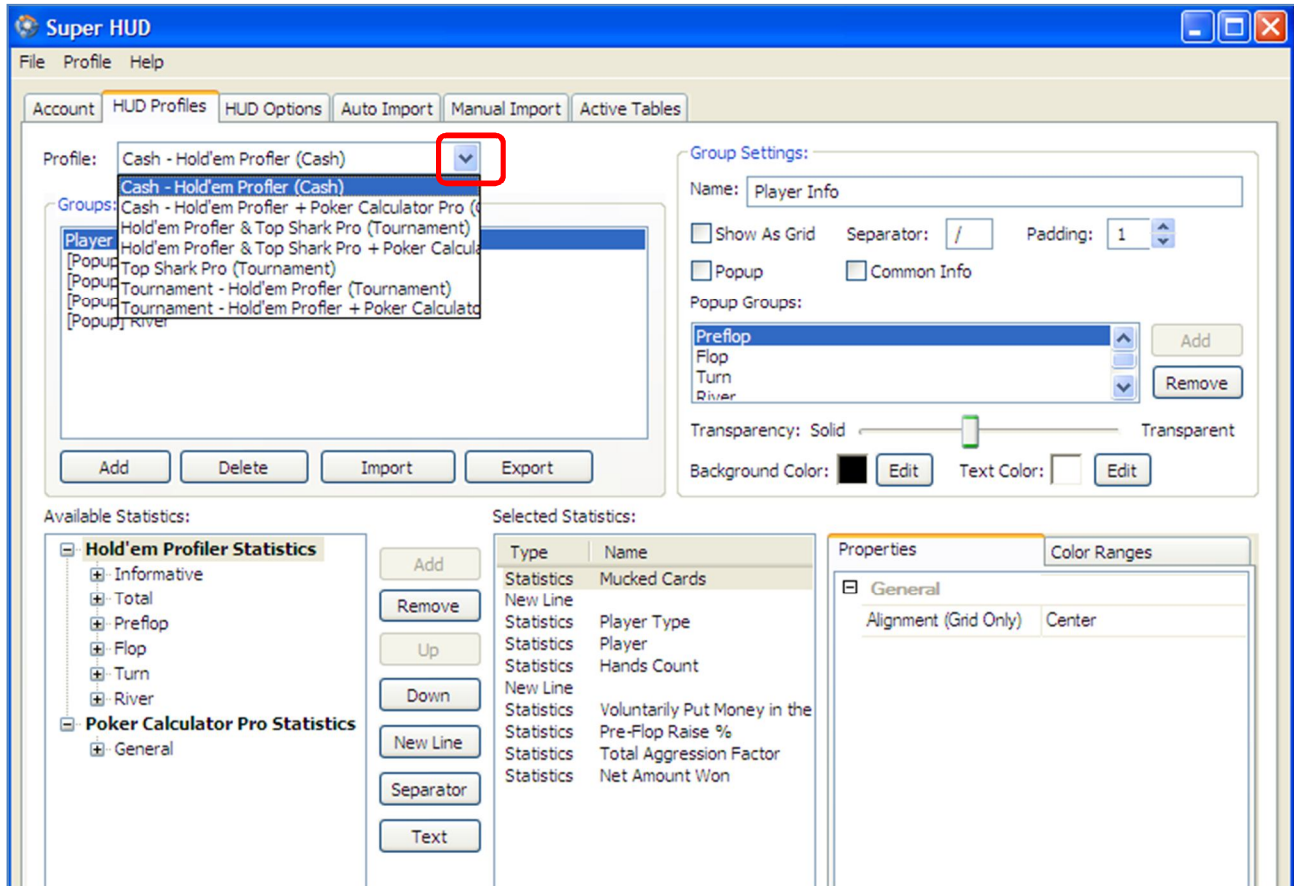 Super HUD
File Profile Help
Account HUD Profiles HUD Options Auto Import Manual Import Active Tables
Profile: Cash - Hold'em Profler (Cash)
Cash - Hold'em Profler (Cash)
Cash - Hold'em Profler + Poker Calculator Pro (
Hold'em Profler & Top Shark Pro (Tournament)
Hold'em Profler & Top Shark Pro + Poker Calcula
Top Shark Pro (Tournament)
Tournament - Hold'em Profler (Tournament)
Tournament - Hold'em Profler + Poker Calculato
Groups:
Player
[Popup
[Popup
[Popup
[Popup] River
Add Delete Import Export
Group Settings:
Name: Player Info
Show As Grid Separator: / Padding: 1
Popup Common Info
Popup Groups:
Preflop
Flop
Turn
River
Add
Remove
Transparency: Solid Transparent
Background Color: Edit Text Color: Edit
Available Statistics:
Hold'em Profiler Statistics
Informative
Total
Preflop
Flop
Turn
River
Poker Calculator Pro Statistics
General
Add
Remove
Up
Down
New Line
Separator
Text
Selected Statistics:
Type Name
Statistics Mucked Cards
New Line
Statistics Player Type
Statistics Player
Statistics Hands Count
New Line
Statistics Voluntarily Put Money in the
Statistics Pre-Flop Raise %
Statistics Total Aggression Factor
Statistics Net Amount Won
Properties Color Ranges
General
Alignment (Grid Only) Center